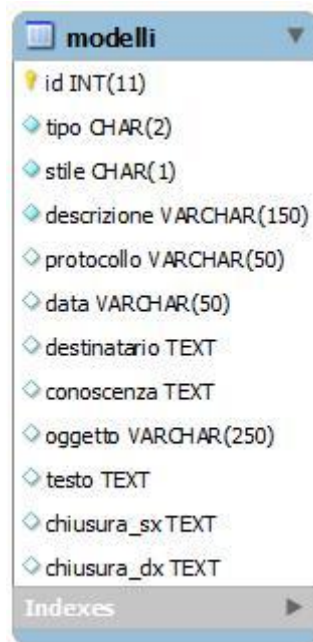 modelli
id INT(11)
tipo CHAR(2)
stile CHAR(1)
descrizione VARCHAR(150)
protocollo VARCHAR(50)
data VARCHAR(50)
destinatario TEXT
conoscenza TEXT
oggetto VARCHAR(250)
testo TEXT
chiusura_sx TEXT
chiusura_dx TEXT
Indexes